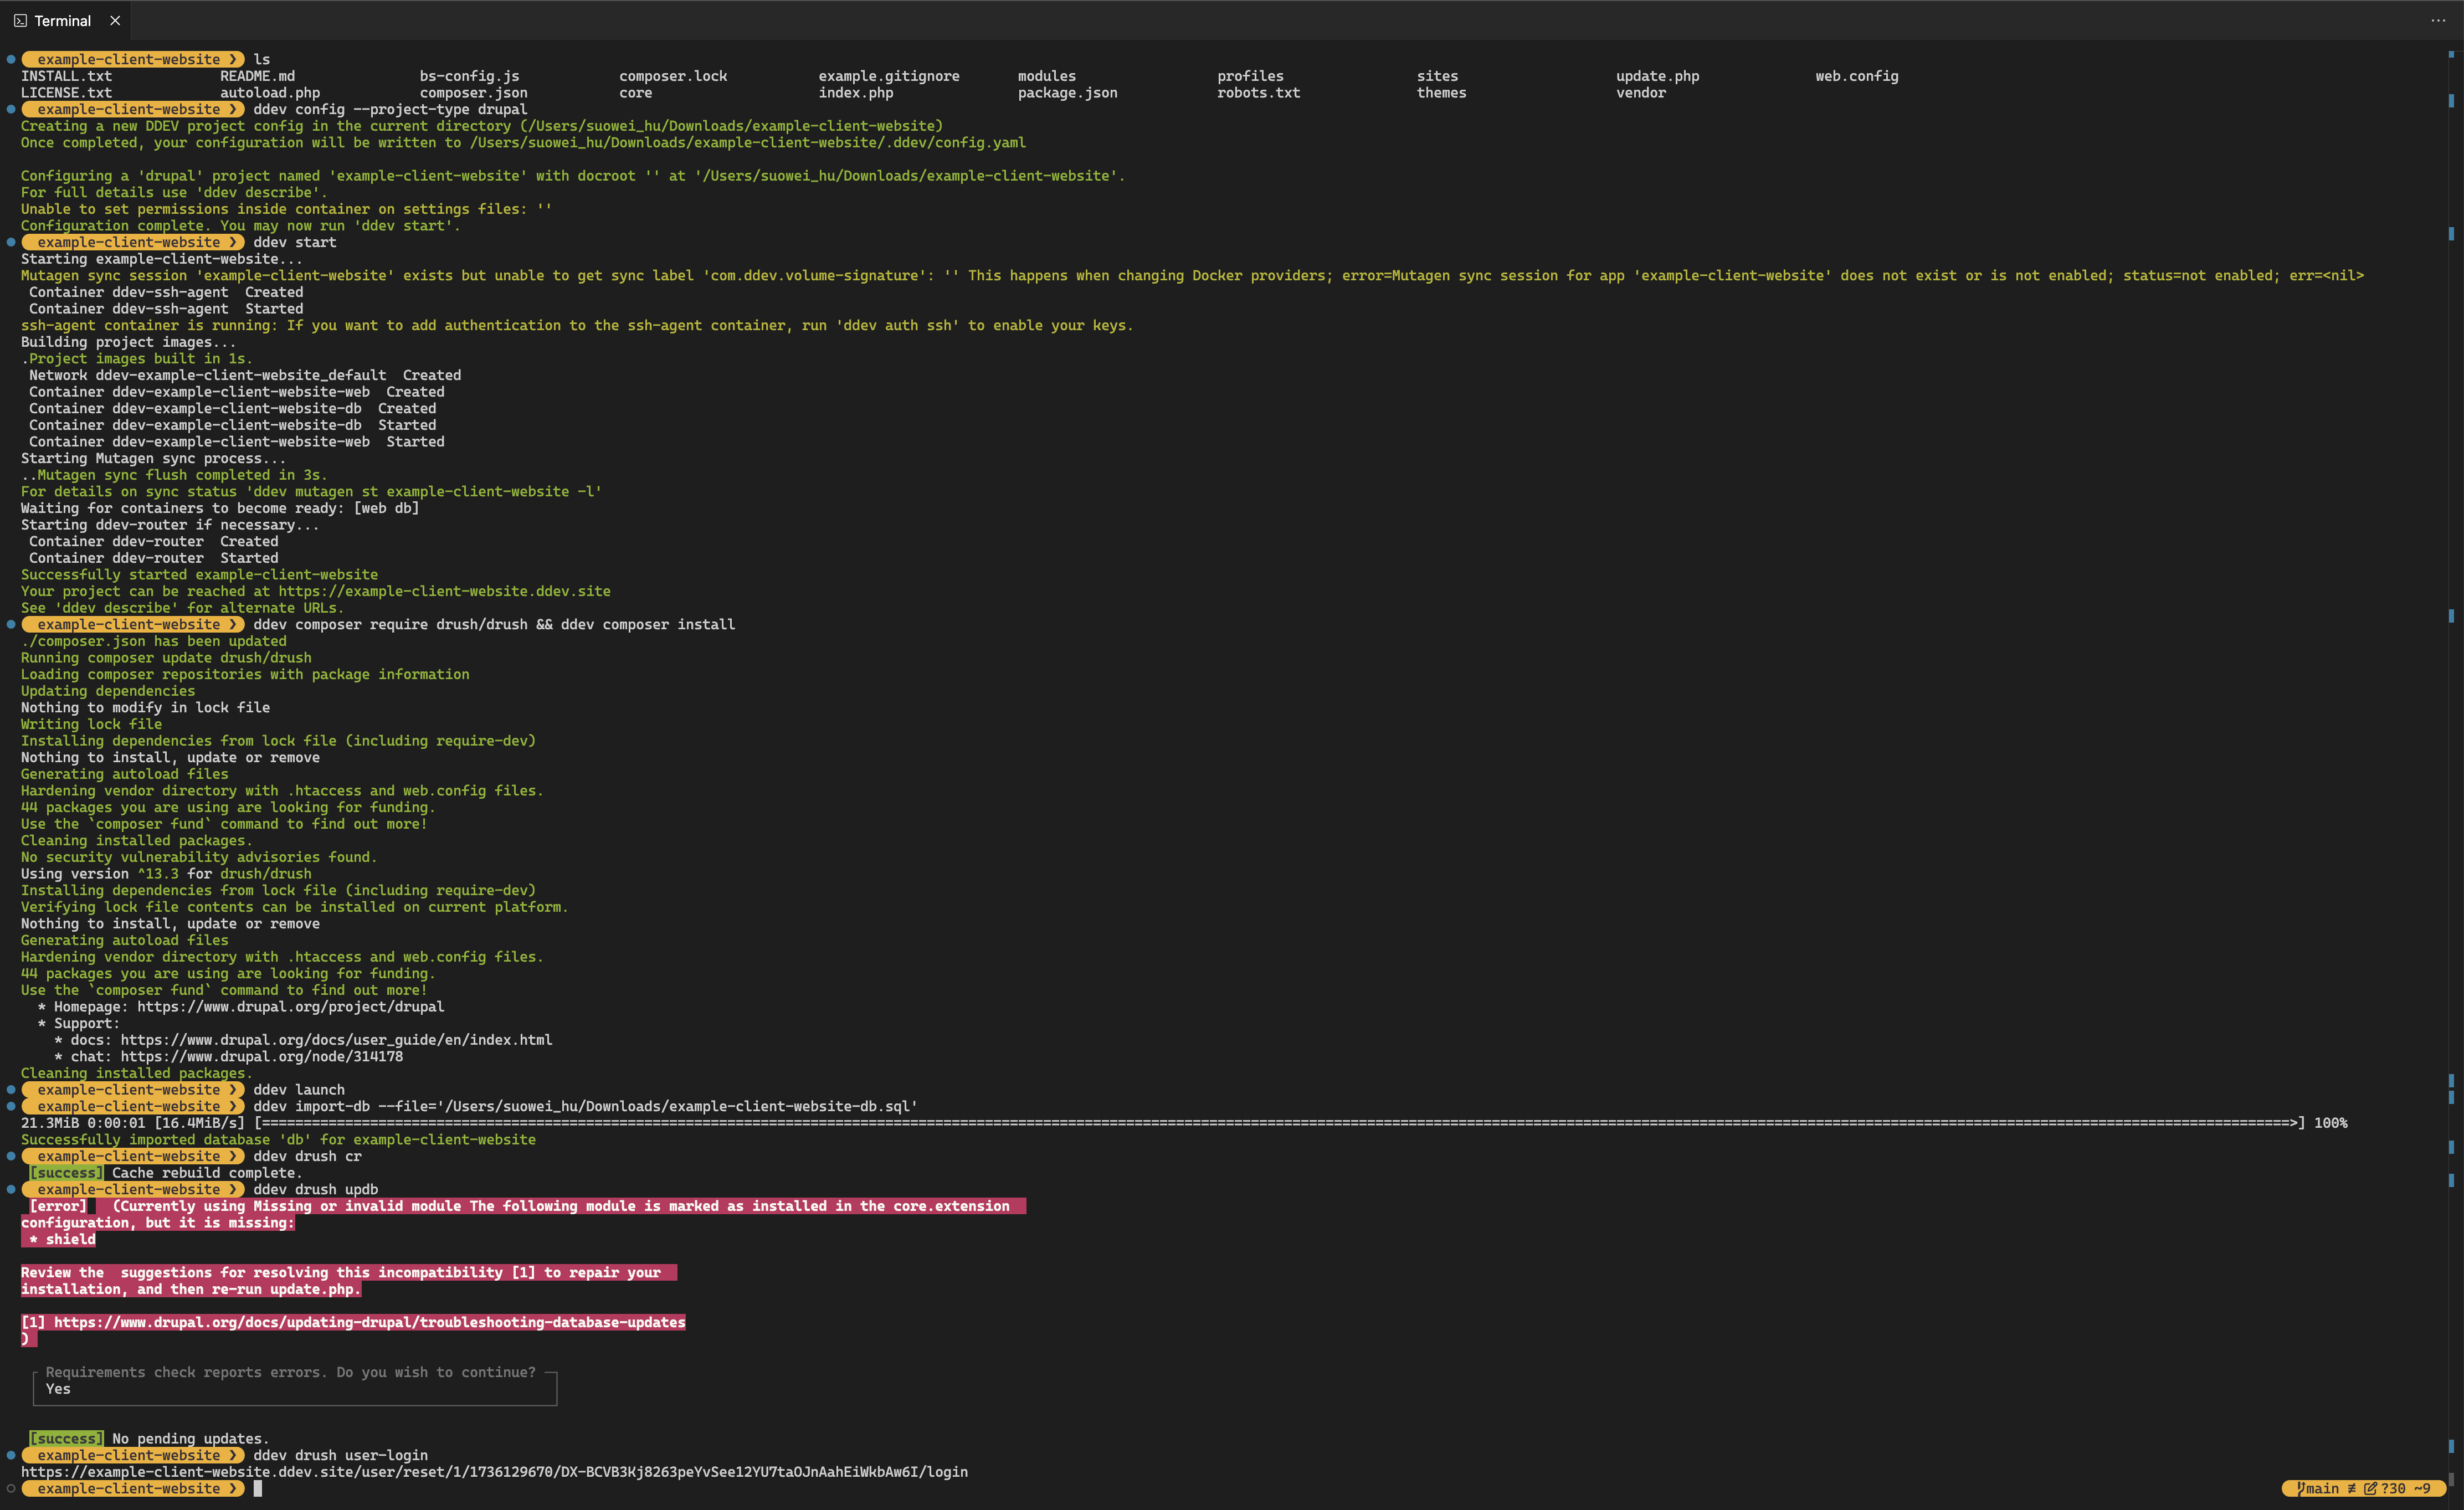 Terminal
example-client-website ❯ ls
INSTALL.txt README.md bs-config.js composer.lock example.gitignore modules profiles sites update.php web.config
LICENSE.txt autoload.php composer.json core index.php package.json robots.txt themes vendor
example-client-website ❯ ddev config --project-type drupal
Creating a new DDEV project config in the current directory (/Users/suowei_hu/Downloads/example-client-website)
Once completed, your configuration will be written to /Users/suowei_hu/Downloads/example-client-website/.ddev/config.yaml
Configuring a 'drupal' project named 'example-client-website' with docroot '' at '/Users/suowei_hu/Downloads/example-client-website'.
For full details use 'ddev describe'.
Unable to set permissions inside container on settings files: ''
Configuration complete. You may now run 'ddev start'.
example-client-website ❯ ddev start
Starting example-client-website...
Mutagen sync session 'example-client-website' exists but unable to get sync label 'com.ddev.volume-signature': '' This happens when changing Docker providers; error=Mutagen sync session for app 'example-client-website' does not exist or is not enabled; status=not enabled; err=<nil>
Container ddev-ssh-agent Created
Container ddev-ssh-agent Started
ssh-agent container is running: If you want to add authentication to the ssh-agent container, run 'ddev auth ssh' to enable your keys.
Building project images...
.Project images built in 1s.
Network ddev-example-client-website_default Created
Container ddev-example-client-website-web Created
Container ddev-example-client-website-db Created
Container ddev-example-client-website-db Started
Container ddev-example-client-website-web Started
Starting Mutagen sync process...
..Mutagen sync flush completed in 3s.
For details on sync status 'ddev mutagen st example-client-website -l'
Waiting for containers to become ready: [web db]
Starting ddev-router if necessary...
Container ddev-router Created
Container ddev-router Started
Successfully started example-client-website
Your project can be reached at https://example-client-website.ddev.site
See 'ddev describe' for alternate URLs.
example-client-website ❯ ddev composer require drush/drush && ddev composer install
./composer.json has been updated
Running composer update drush/drush
Loading composer repositories with package information
Updating dependencies
Nothing to modify in lock file
Writing lock file
Installing dependencies from lock file (including require-dev)
Nothing to install, update or remove
Generating autoload files
Hardening vendor directory with .htaccess and web.config files.
44 packages you are using are looking for funding.
Use the `composer fund` command to find out more!
Cleaning installed packages.
No security vulnerability advisories found.
Using version ^13.3 for drush/drush
Installing dependencies from lock file (including require-dev)
Verifying lock file contents can be installed on current platform.
Nothing to install, update or remove
Generating autoload files
Hardening vendor directory with .htaccess and web.config files.
44 packages you are using are looking for funding.
Use the `composer fund` command to find out more!
* Homepage: https://www.drupal.org/project/drupal
* Support:
* docs: https://www.drupal.org/docs/user_guide/en/index.html
* chat: https://www.drupal.org/node/314178
Cleaning installed packages.
example-client-website ❯ ddev launch
example-client-website ❯ ddev import-db --file='/Users/suowei_hu/Downloads/example-client-website-db.sql'
21.3MiB 0:00:01 [16.4MiB/s] [====================>] 100%
Successfully imported database 'db' for example-client-website
example-client-website ❯ ddev drush cr
[success] Cache rebuild complete.
example-client-website ❯ ddev drush updb
[error] (Currently using Missing or invalid module The following module is marked as installed in the core.extension
configuration, but it is missing:
* shield
Review the suggestions for resolving this incompatibility [1] to repair your
installation, and then re-run update.php.
[1] https://www.drupal.org/docs/updating-drupal/troubleshooting-database-updates
)
Requirements check reports errors. Do you wish to continue?
Yes
[success] No pending updates.
example-client-website ❯ ddev drush user-login
https://example-client-website.ddev.site/user/reset/1/1736129670/DX-BCVB3Kj8263peYvSee12YU7taOJnAahEiWkbAw6I/login
example-client-website ❯
main ≢ ?30 ~9